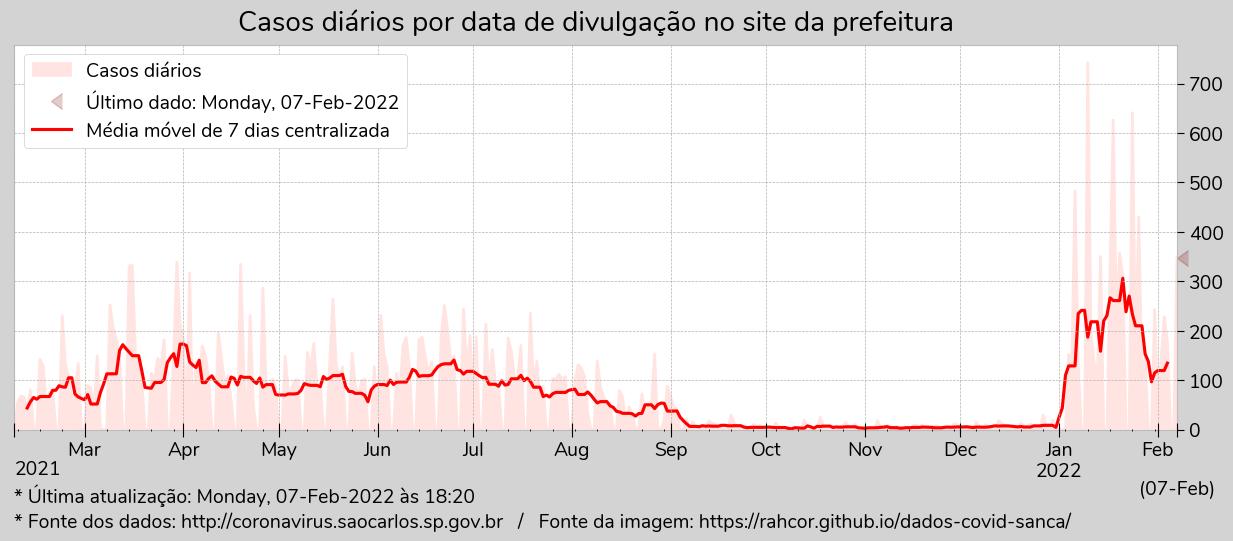 Casos diários por data de divulgação no site da prefeitura
Casos diários
Último dado: Monday, 07-Feb-2022
Média móvel de 7 dias centralizada
700
600
500
400
300
200
100
0
Mar Apr May Jun Jul Aug Sep Oct Nov Dec Jan Feb
2021 2022
(07-Feb)
* Última atualização: Monday, 07-Feb-2022 às 18:20
* Fonte dos dados: http://coronavirus.saocarlos.sp.gov.br / Fonte da imagem: https://rahcor.github.io/dados-covid-sanca/